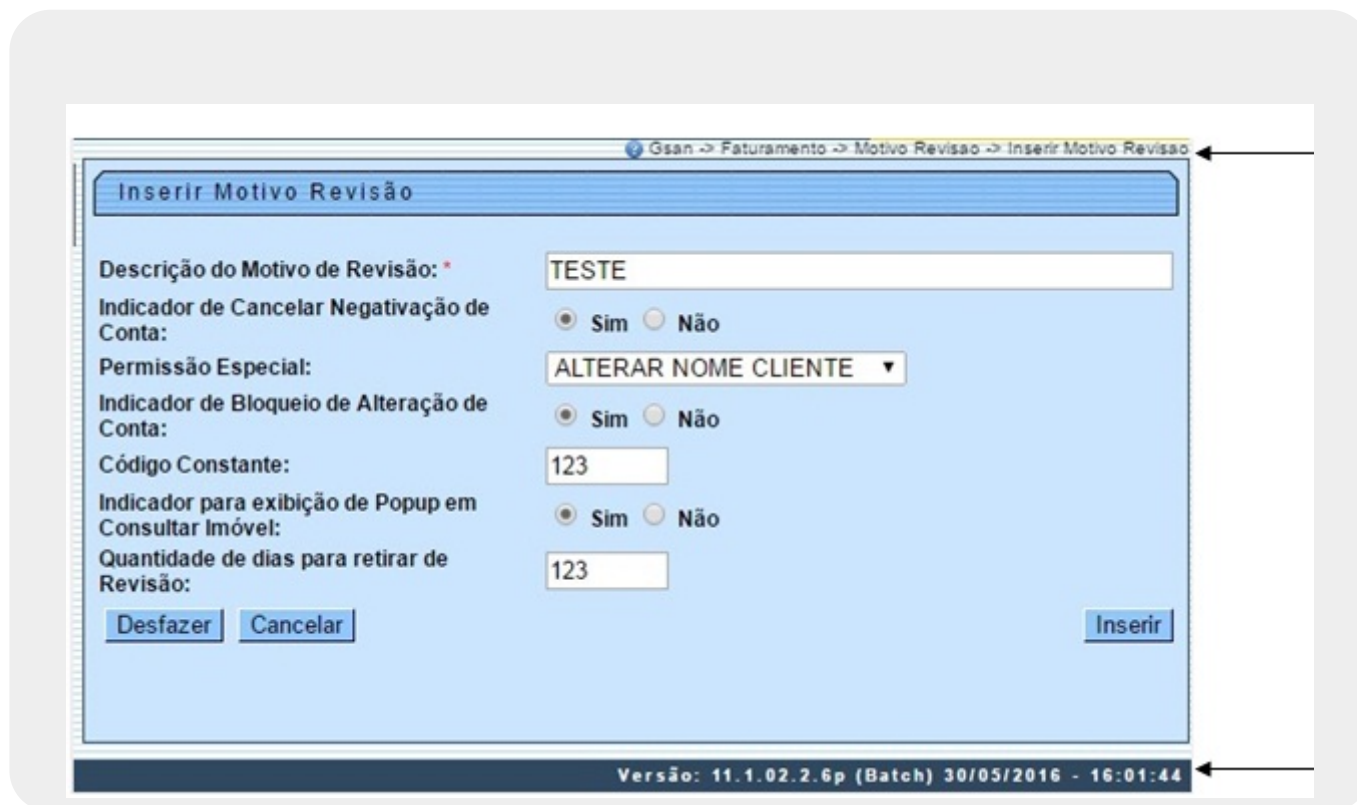 Gsan -> Faturamento -> Motivo Revisao -> Inserir Motivo Revisao
Inserir Motivo Revisão
Descrição do Motivo de Revisão: * TESTE
Indicador de Cancelar Negativação de
Conta: Sim Não
Permissão Especial: ALTERAR NOME CLIENTE
Indicador de Bloqueio de Alteração de
Conta: Sim Não
Código Constante: 123
Indicador para exibição de Popup em
Consultar Imóvel: Sim Não
Quantidade de dias para retirar de
Revisão: 123
Desfazer Cancelar Inserir
Versão: 11.1.02.2.6p (Batch) 30/05/2016 - 16:01:44